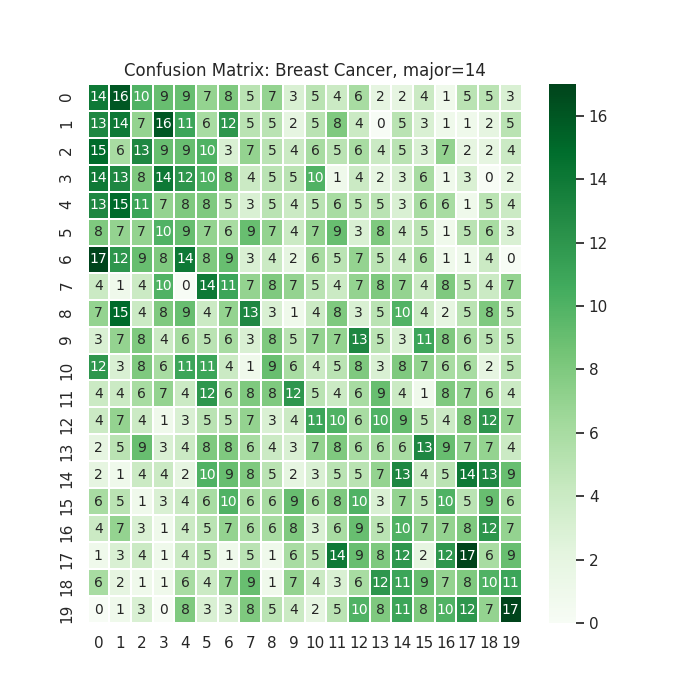 Confusion Matrix: Breast Cancer, major=14
0 14 16 10 9 9 7 8 5 7 3 5 4 6 2 2 4 1 5 5 3
1 13 14 7 16 11 6 12 5 5 2 5 8 4 0 5 3 1 1 2 5
2 15 6 13 9 9 10 3 7 5 4 6 5 6 4 5 3 7 2 2 4
3 14 13 8 14 12 10 8 4 5 5 10 1 4 2 3 6 1 3 0 2
4 13 15 11 7 8 8 5 3 5 4 5 6 5 5 3 6 6 1 5 4
5 8 7 7 10 9 7 6 9 7 4 7 9 3 8 4 5 1 5 6 3
6 17 12 9 8 14 8 9 3 4 2 6 5 7 5 4 6 1 1 4 0
7 4 1 4 10 0 14 11 7 8 7 5 4 7 8 7 4 8 5 4 7
8 7 15 4 8 9 4 7 13 3 1 4 8 3 5 10 4 2 5 8 5
9 3 7 8 4 6 5 6 3 8 5 7 7 13 5 3 11 8 6 5 5
10 12 3 8 6 11 11 4 1 9 6 4 5 8 3 8 7 6 6 2 5
11 4 4 6 7 4 12 6 8 8 12 5 4 6 9 4 1 8 7 6 4
12 4 7 4 1 3 5 5 7 3 4 11 10 6 10 9 5 4 8 12 7
13 2 5 9 3 4 8 8 6 4 3 7 8 6 6 6 13 9 7 7 4
14 2 1 4 4 2 10 9 8 5 2 3 5 5 7 13 4 5 14 13 9
15 6 5 1 3 4 6 10 6 6 9 6 8 10 3 7 5 10 5 9 6
16 4 7 3 1 4 5 7 6 6 8 3 6 9 5 10 7 7 8 12 7
17 1 3 4 1 4 5 1 5 1 6 5 14 9 8 12 2 12 17 6 9
18 6 2 1 1 6 4 7 9 1 7 4 3 6 12 11 9 7 8 10 11
19 0 1 3 0 8 3 3 8 5 4 2 5 10 8 11 8 10 12 7 17
0 1 2 3 4 5 6 7 8 9 10 11 12 13 14 15 16 17 18 19
16
14
12
10
8
6
4
2
0